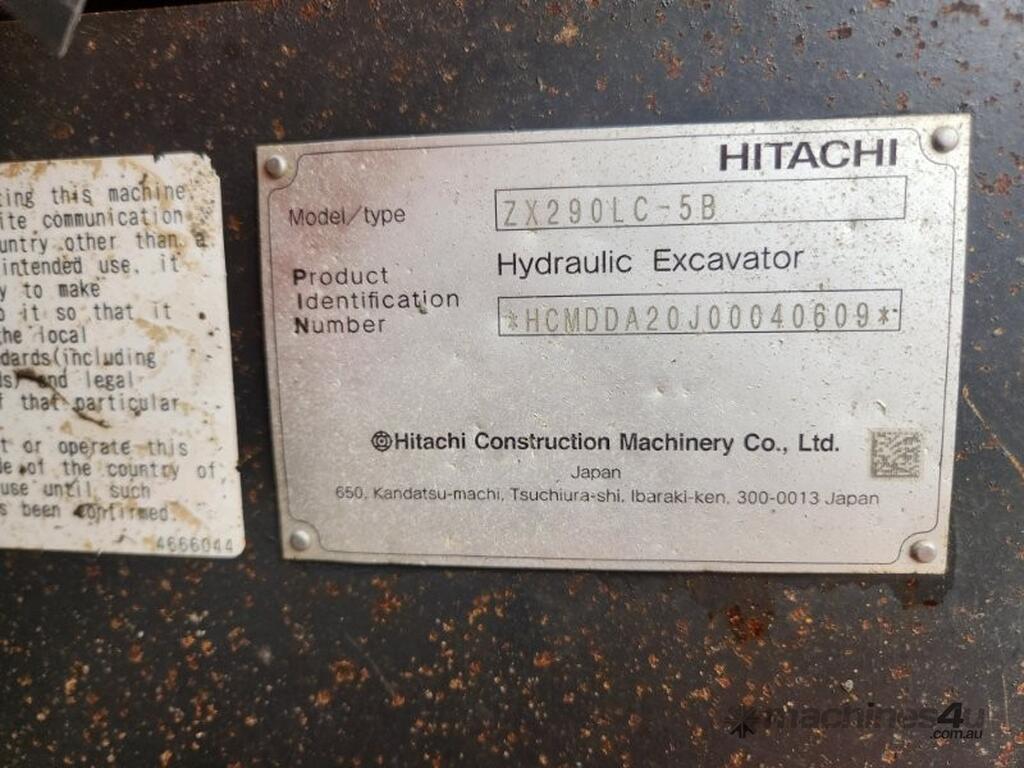 ting this machine
ite communication
untry other than a
intended use, it
y to make
o it so that it
the local
dards(including
ds) and legal
f that particular
t or operate this
de of the country of
use until such
s been confirmed.
4666044
HITACHI
Model/type ZX290LC-5B
Hydraulic Excavator
Product
Identification
Number *HCMDDA20J00040609*
Hitachi Construction Machinery Co., Ltd.
Japan
650, Kandatsu-machi, Tsuchiura-shi, Ibaraki-ken, 300-0013 Japan
machines4u
.com.au